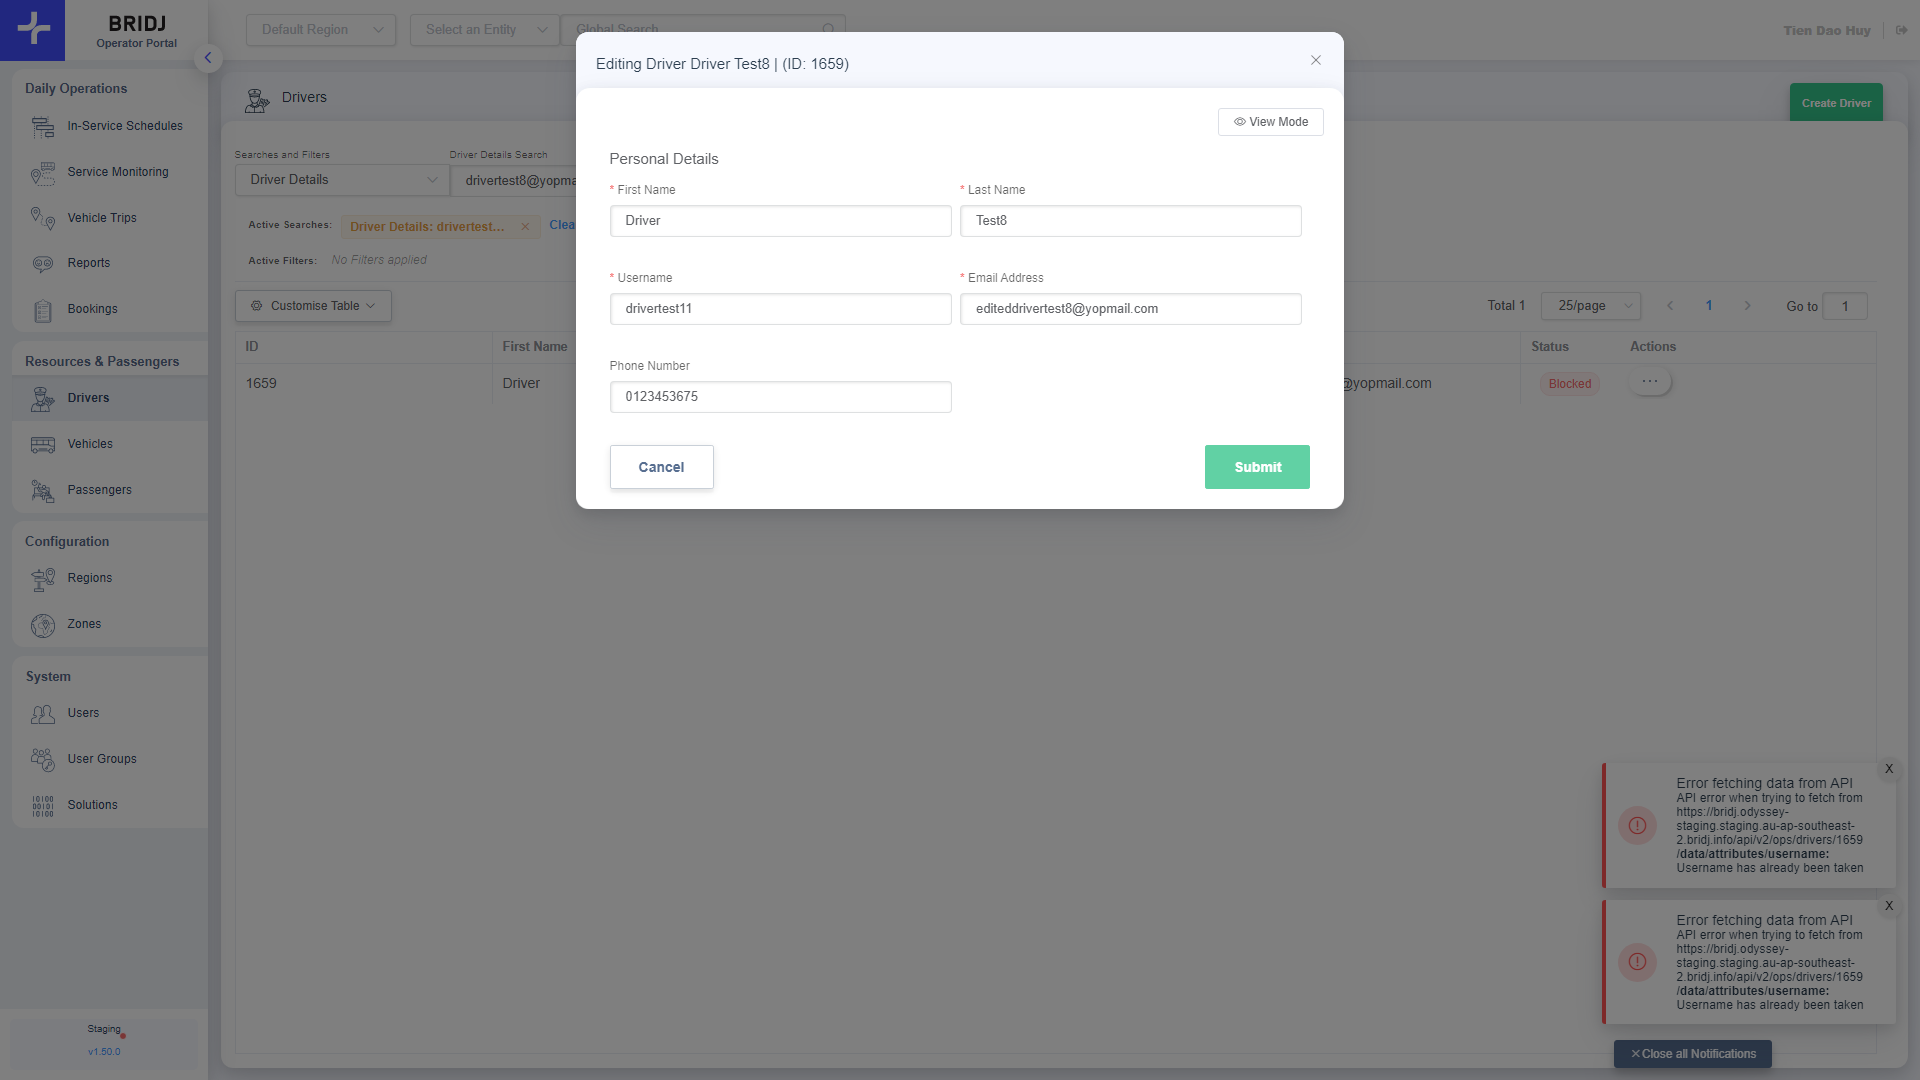 BRIDJ
Operator Portal
Default Region
Select an Entity
Global Search
Tien Dao Huy
Daily Operations
In-Service Schedules
Service Monitoring
Vehicle Trips
Reports
Bookings
Resources & Passengers
Drivers
Vehicles
Passengers
Configuration
Regions
Zones
System
Users
User Groups
Solutions
Staging
v1.50.0
Drivers
Create Driver
Searches and Filters
Driver Details Search
Driver Details
drivertest8@yopma
Active Searches:
Driver Details: drivertest...
Clea
Active Filters:
No Filters applied
Customise Table
Total 1
25/page
1
Go to
1
ID
First Name
Status
Actions
1659
Driver
@yopmail.com
Blocked
Editing Driver Driver Test8 | (ID: 1659)
View Mode
Personal Details
* First Name
* Last Name
Driver
Test8
* Username
* Email Address
drivertest11
editeddrivertest8@yopmail.com
Phone Number
0123453675
Cancel
Submit
X
Error fetching data from API
API error when trying to fetch from
https://bridj.odyssey-
staging.staging.au-ap-southeast-
2.bridj.info/api/v2/ops/drivers/1659
/data/attributes/username:
Username has already been taken
X
Error fetching data from API
API error when trying to fetch from
https://bridj.odyssey-
staging.staging.au-ap-southeast-
2.bridj.info/api/v2/ops/drivers/1659
/data/attributes/username:
Username has already been taken
Close all Notifications